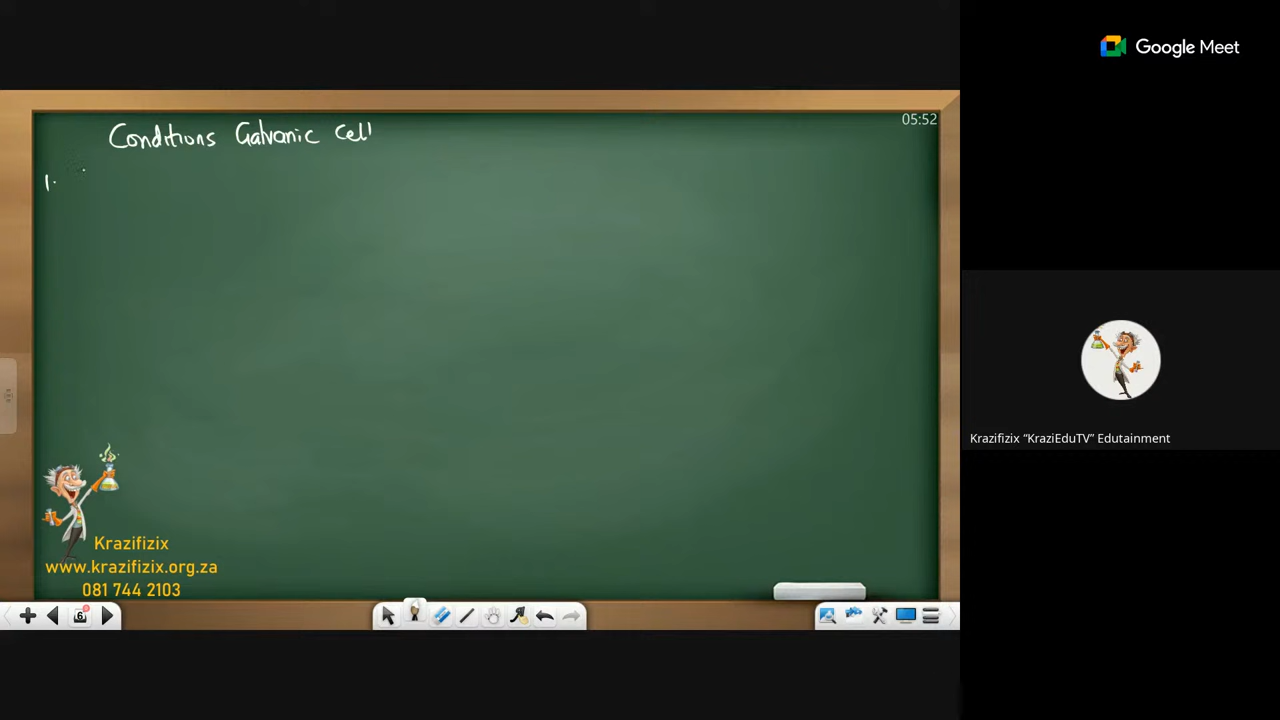 Google Meet
05:52
Conditions Galvanic Cell
1.
Krazifizix
www.krazifizix.org.za
081 744 2103
6
Krazifizix “KraziEduTV” Edutainment